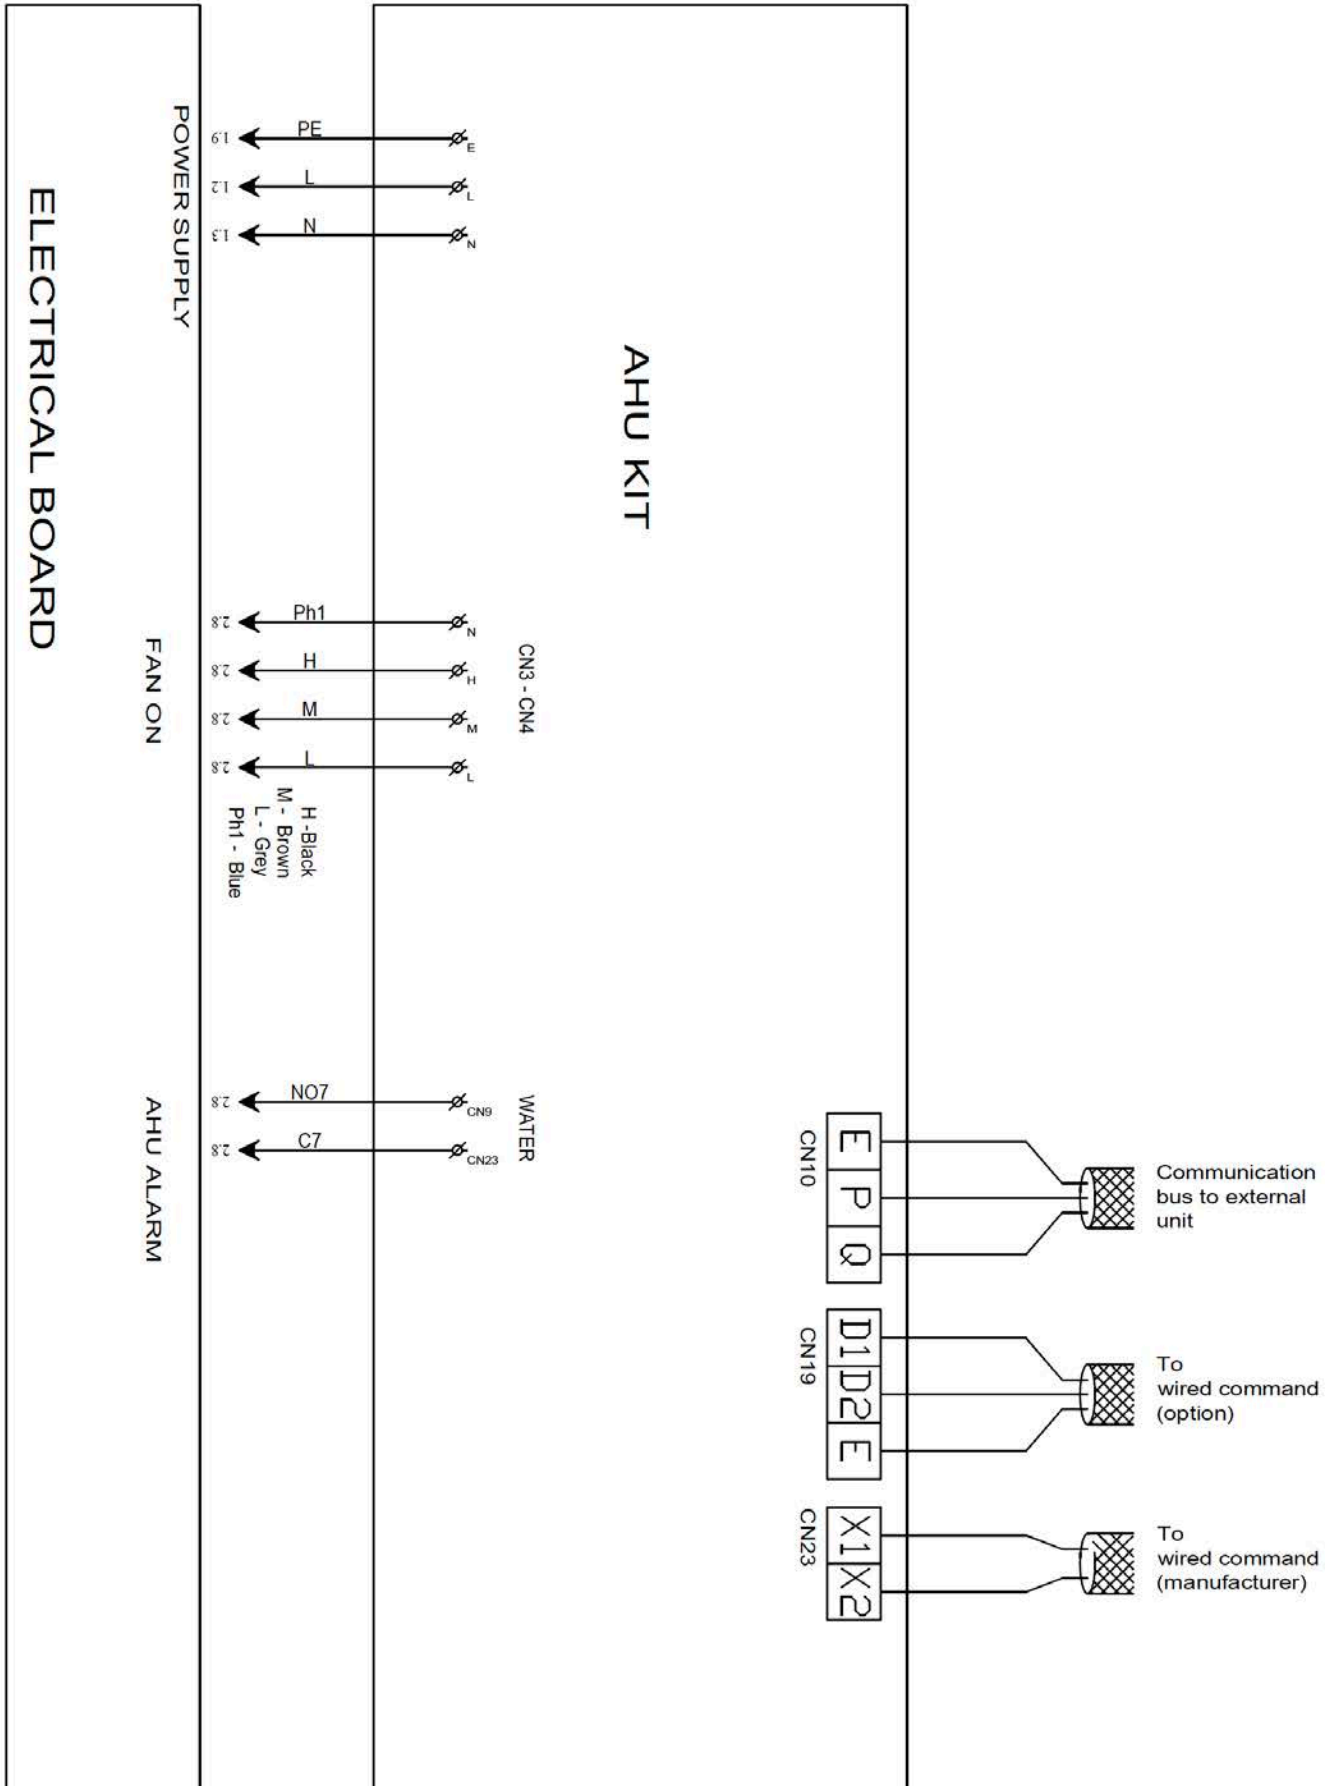 ELECTRICAL BOARD
POWER SUPPLY
1.9
PE
E
1.2
L
L
1.3
N
N
AHU KIT
FAN ON
CN3 - CN4
2.8
Ph1
N
2.8
H
H
2.8
M
M
2.8
L
L
H -Black
M - Brown
L - Grey
Ph1 - Blue
AHU ALARM
WATER
2.8
NO7
CN9
2.8
C7
CN23
CN10
E P Q
Communication
bus to external
unit
CN19
D1 D2 E
To
wired command
(option)
CN23
X1 X2
To
wired command
(manufacturer)